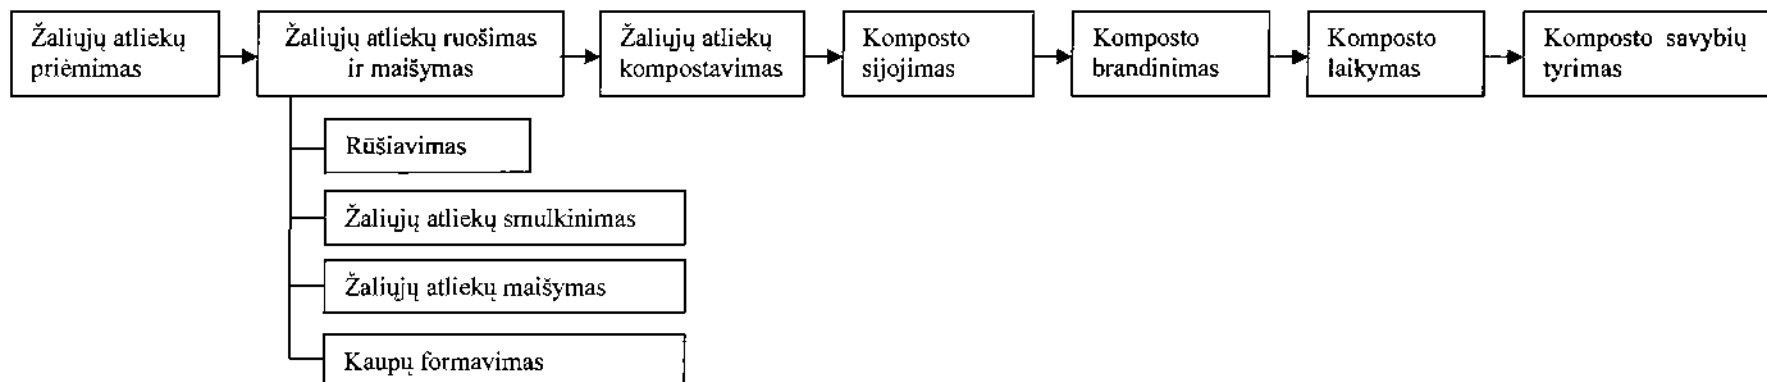 Žaliųjų atliekų
priėmimas
Žaliųjų atliekų ruošimas
ir maišymas
Žaliųjų atliekų
kompostavimas
Komposto
sijojimas
Komposto
brandinimas
Komposto
laikymas
Komposto savybių
tyrimas
Rūšiavimas
Žaliųjų atliekų smulkinimas
Žaliųjų atliekų maišymas
Kaupų formavimas